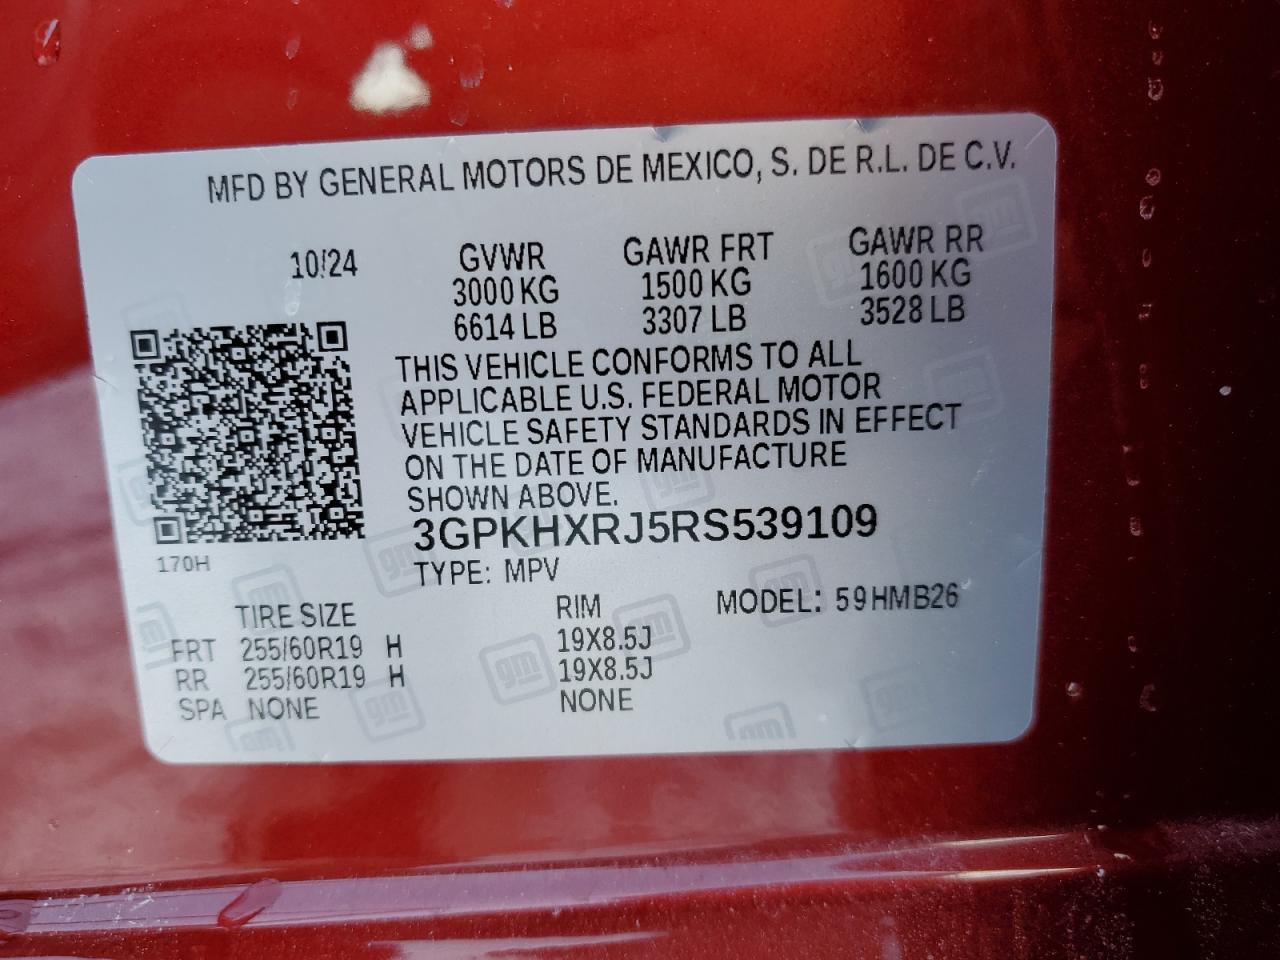 MFD BY GENERAL MOTORS DE MEXICO, S. DE R.L. DE C.V.
10/24 GVWR GAWR FRT GAWR RR
3000 KG 1500 KG 1600 KG
6614 LB 3307 LB 3528 LB
THIS VEHICLE CONFORMS TO ALL
APPLICABLE U.S. FEDERAL MOTOR
VEHICLE SAFETY STANDARDS IN EFFECT
ON THE DATE OF MANUFACTURE
SHOWN ABOVE.
3GPKHXRJ5RS539109
170H
TYPE: MPV
TIRE SIZE RIM MODEL: 59HMB26
FRT 255/60R19 H 19X8.5J
RR 255/60R19 H 19X8.5J
SPA NONE NONE